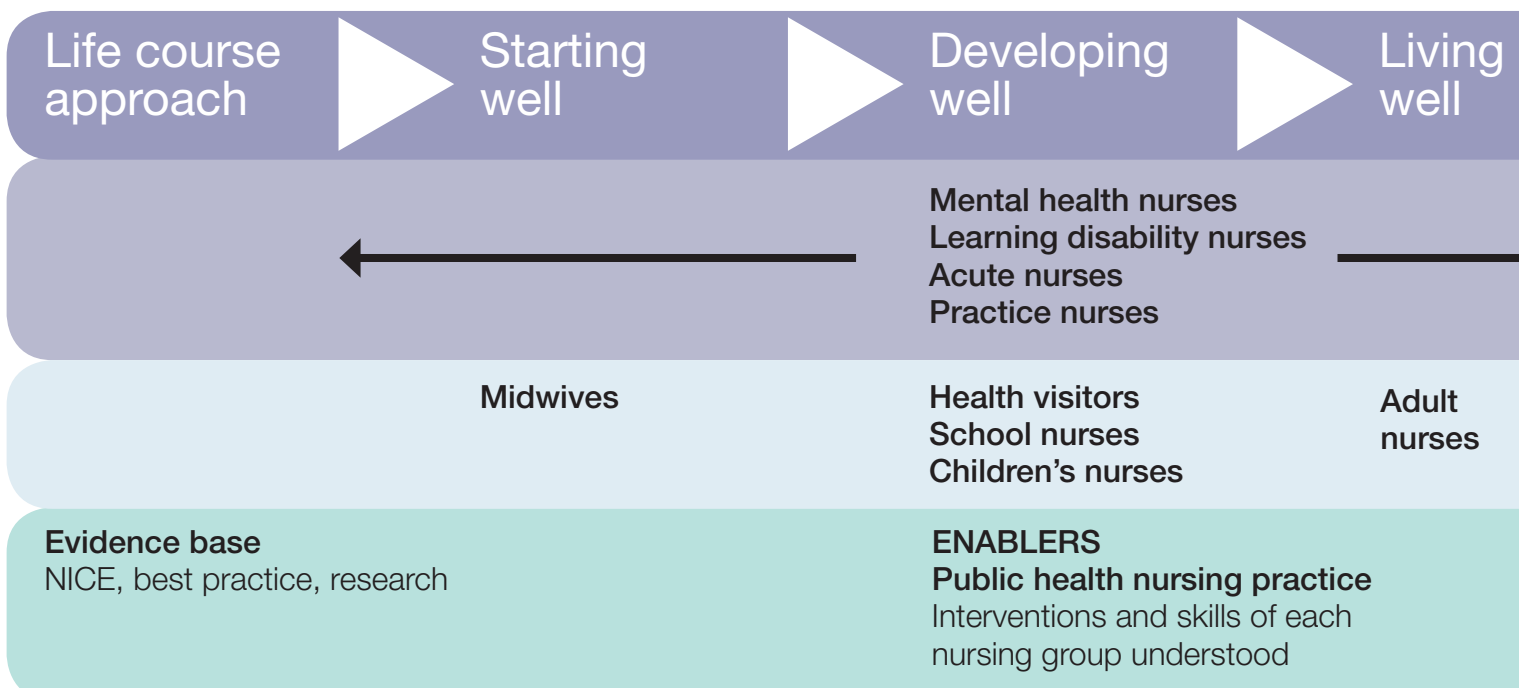 Life course
approach
Starting
well
Developing
well
Living
well
Mental health nurses
Learning disability nurses
Acute nurses
Practice nurses
Midwives
Health visitors
School nurses
Children’s nurses
Adult
nurses
Evidence base
NICE, best practice, research
ENABLERS
Public health nursing practice
Interventions and skills of each
nursing group understood